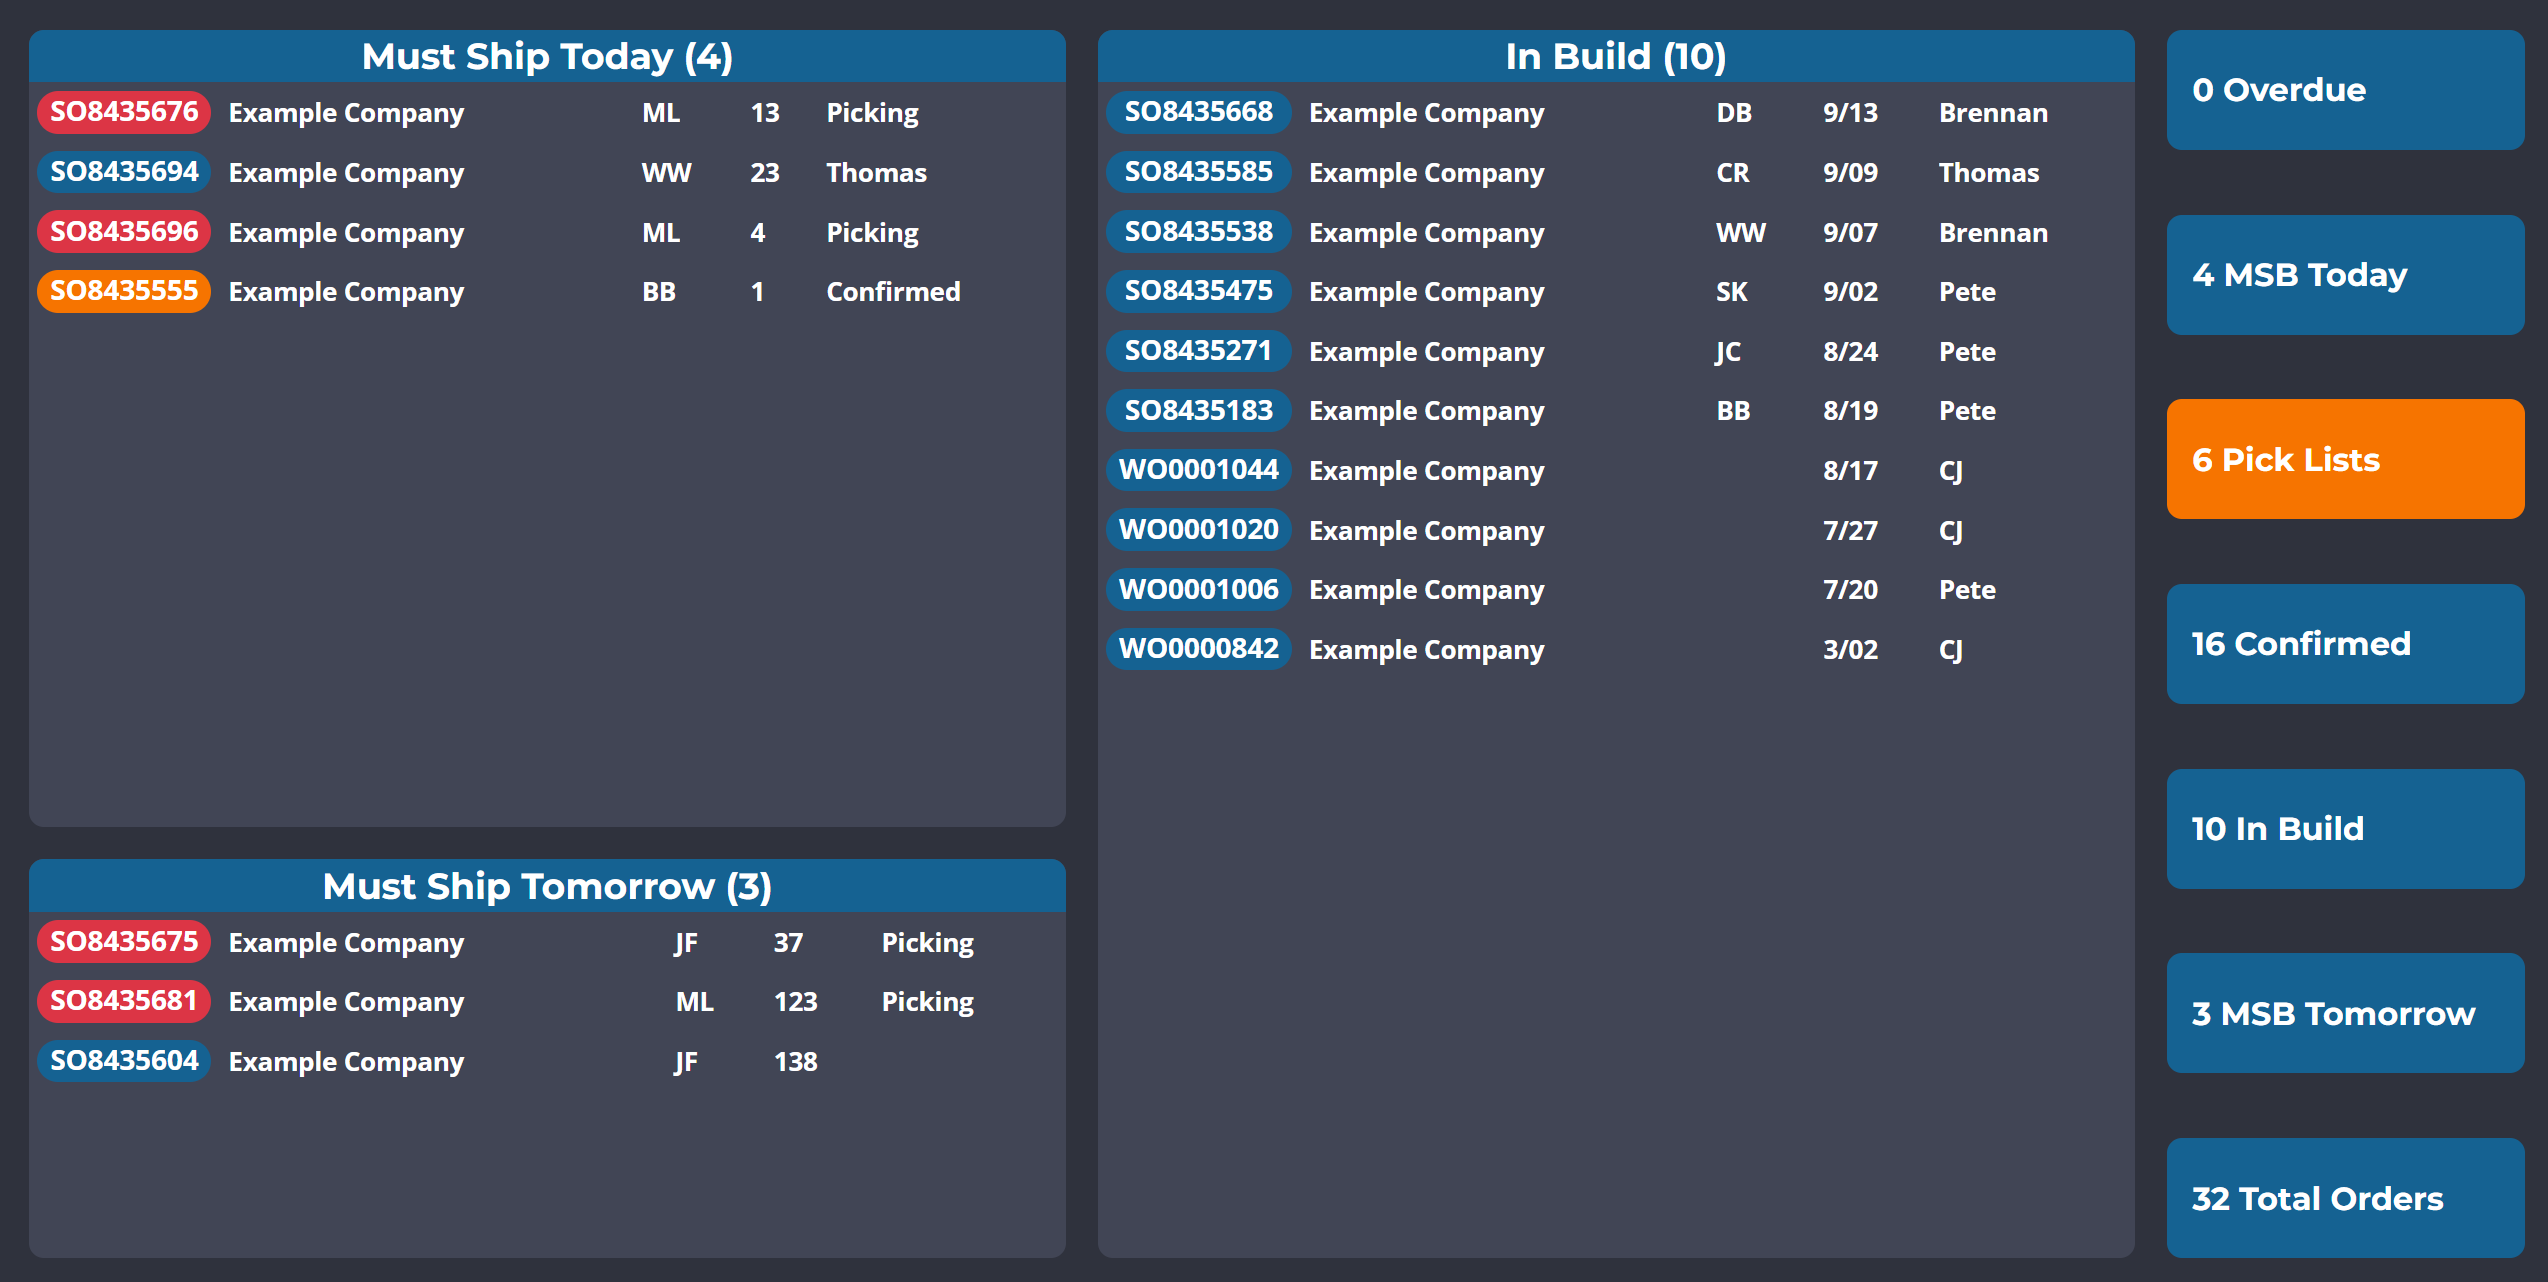 Must Ship Today (4)
SO8435676 Example Company ML 13 Picking
SO8435694 Example Company WW 23 Thomas
SO8435696 Example Company ML 4 Picking
SO8435555 Example Company BB 1 Confirmed
Must Ship Tomorrow (3)
SO8435675 Example Company JF 37 Picking
SO8435681 Example Company ML 123 Picking
SO8435604 Example Company JF 138
In Build (10)
SO8435668 Example Company DB 9/13 Brennan
SO8435585 Example Company CR 9/09 Thomas
SO8435538 Example Company WW 9/07 Brennan
SO8435475 Example Company SK 9/02 Pete
SO8435271 Example Company JC 8/24 Pete
SO8435183 Example Company BB 8/19 Pete
WO0001044 Example Company 8/17 CJ
WO0001020 Example Company 7/27 CJ
WO0001006 Example Company 7/20 Pete
WO0000842 Example Company 3/02 CJ
0 Overdue
4 MSB Today
6 Pick Lists
16 Confirmed
10 In Build
3 MSB Tomorrow
32 Total Orders